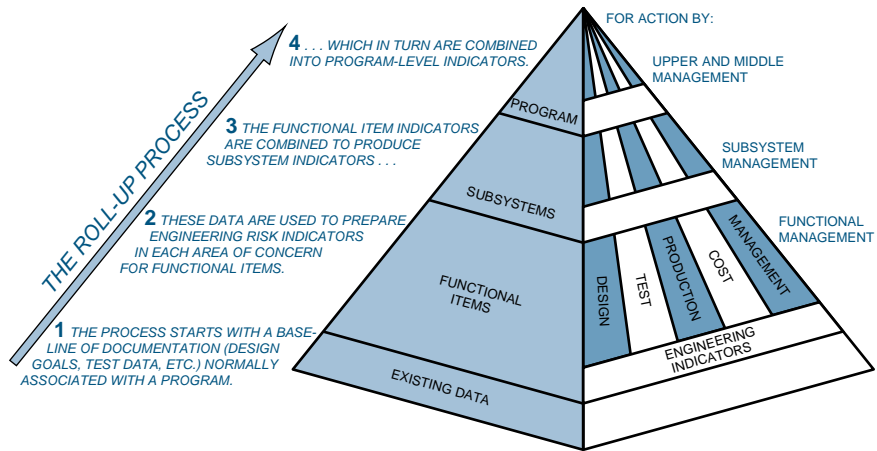 FOR ACTION BY:
4 . . . WHICH IN TURN ARE COMBINED
INTO PROGRAM-LEVEL INDICATORS.
UPPER AND MIDDLE
MANAGEMENT
PROGRAM
3 THE FUNCTIONAL ITEM INDICATORS
ARE COMBINED TO PRODUCE
SUBSYSTEM INDICATORS . . .
SUBSYSTEM
MANAGEMENT
THE ROLL-UP PROCESS
SUBSYSTEMS
2 THESE DATA ARE USED TO PREPARE
ENGINEERING RISK INDICATORS
IN EACH AREA OF CONCERN
FOR FUNCTIONAL ITEMS.
FUNCTIONAL
MANAGEMENT
FUNCTIONAL
ITEMS
DESIGN
TEST
PRODUCTION
COST
MANAGEMENT
1 THE PROCESS STARTS WITH A BASE-
LINE OF DOCUMENTATION (DESIGN
GOALS, TEST DATA, ETC.) NORMALLY
ASSOCIATED WITH A PROGRAM.
ENGINEERING
INDICATORS
EXISTING DATA